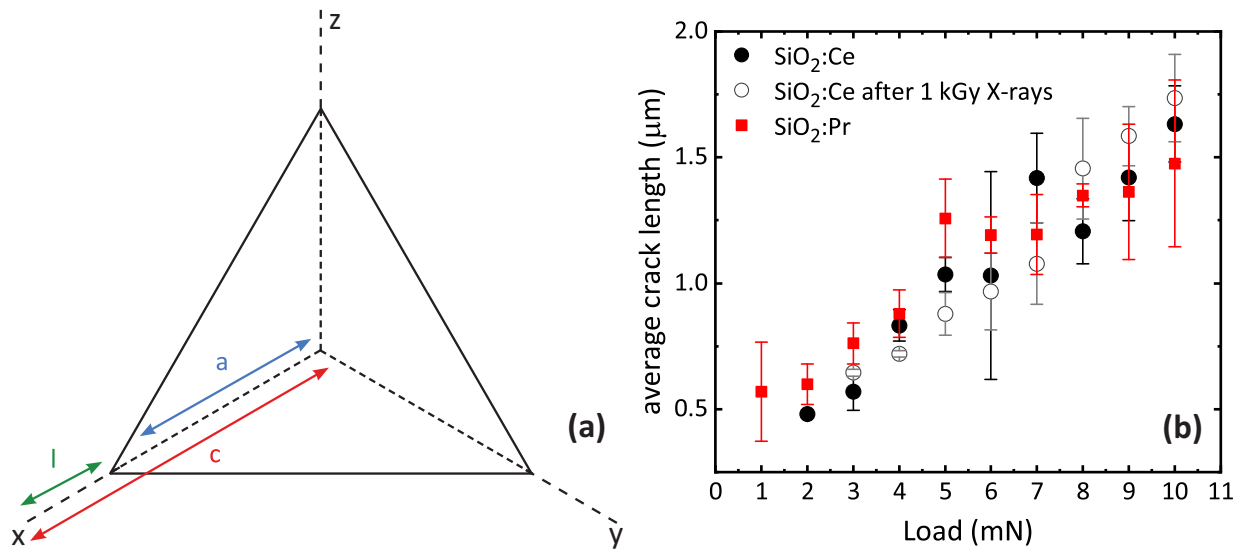 z
a
c
l
x
y
(a)
2.0
1.5
1.0
0.5
average crack length (μm)
SiO₂:Ce
SiO₂:Ce after 1 kGy X-rays
SiO₂:Pr
(b)
0 1 2 3 4 5 6 7 8 9 10 11
Load (mN)